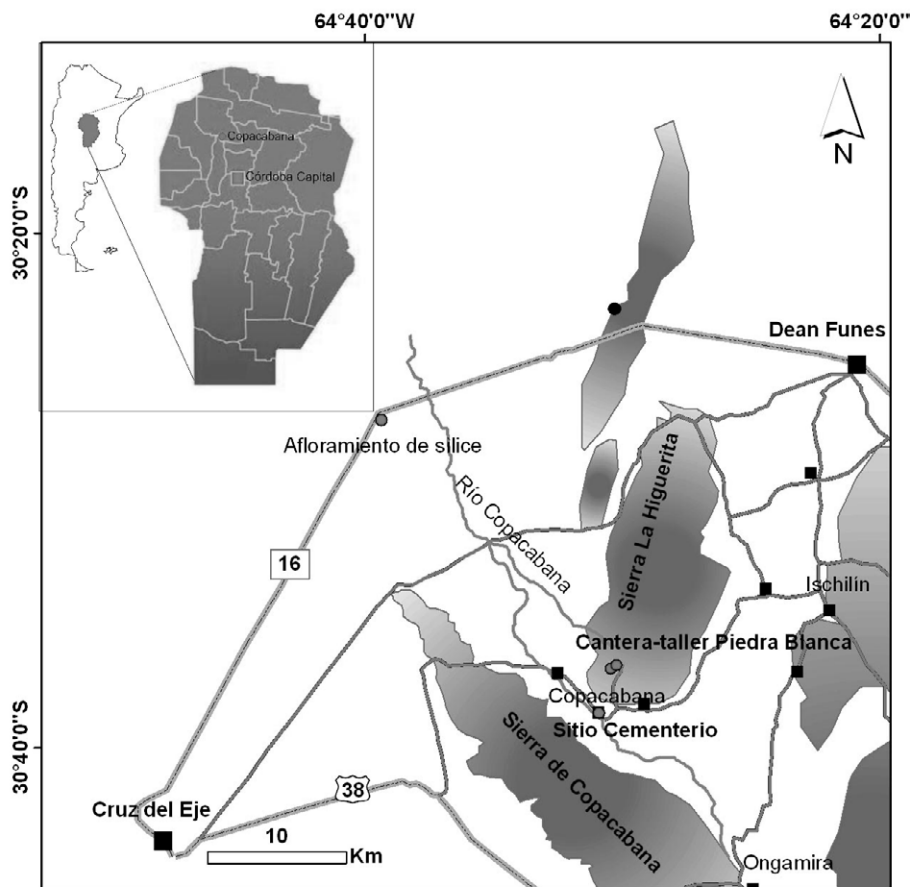 64°40'0"W
64°20'0"W
30°20'0"S
30°40'0"S
Copacabana
Córdoba Capital
N
Dean Funes
Afloramiento de sílice
Río Copacabana
Sierra La Higuerita
16
Ischilín
Cantera-taller Piedra Blanca
Copacabana
Sitio Cementerio
Sierra de Copacabana
38
Cruz del Eje
10
Km
Ongamira